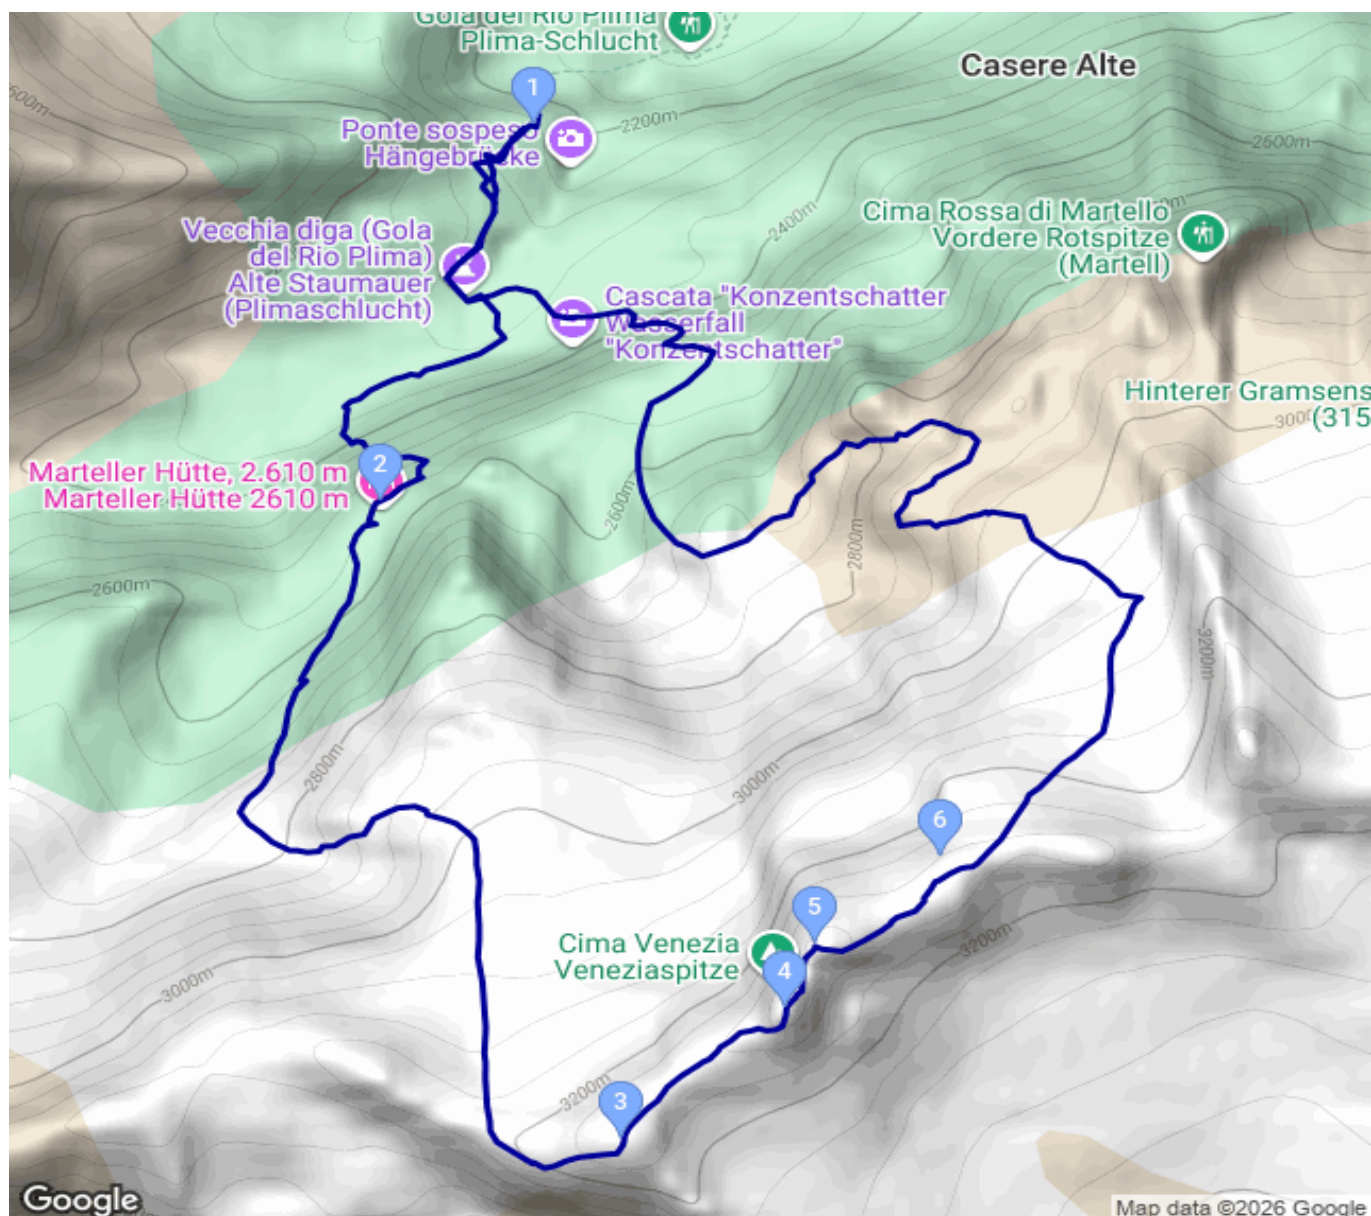 Gola del Rio Plima
Plima-Schlucht
Casere Alte
1
Ponte sospeso
Hängebrücke
2200m
2600m
2600m
2400m
Cima Rossa di Martello
Vordere Rotspitze
(Martell)
Vecchia diga (Gola
del Rio Plima)
Alte Staumauer
(Plimaschlucht)
Cascata "Konzentschatter
Wasserfall
"Konzentschatter"
Hinterer Gramsens
3000m
(315
2
Marteller Hütte, 2.610 m
Marteller Hütte 2610 m
2600m
2800m
2600m
3200m
2800m
3000m
6
5
Cima Venezia
Veneziaspitze
4
3200m
3000m
3200m
3
Google
Map data ©2026 Google